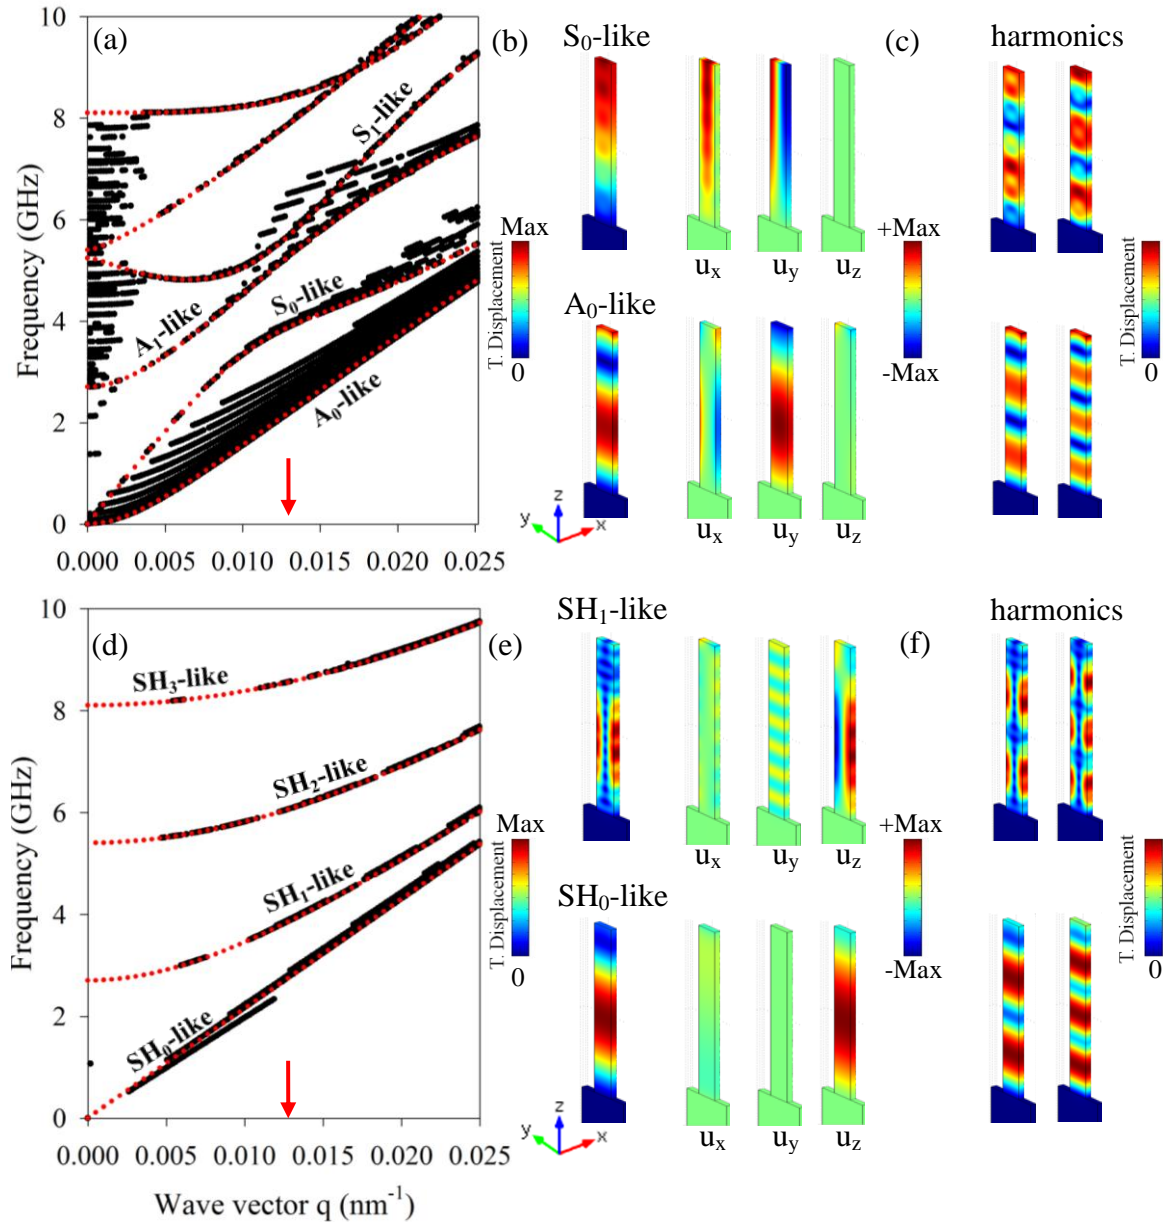 (a)
(b)
S0-like
(c)
harmonics
10
8
6
4
2
0
Frequency (GHz)
S1-like
A1-like
S0-like
A0-like
0.000 0.005 0.010 0.015 0.020 0.025
Max
T. Displacement
0
ux uy uz
+Max
-Max
A0-like
T. Displacement
0
z
y
x
ux uy uz
(d)
(e)
SH1-like
(f)
harmonics
10
8
6
4
2
0
Frequency (GHz)
SH3-like
SH2-like
SH1-like
SH0-like
0.000 0.005 0.010 0.015 0.020 0.025
Wave vector q (nm-1)
Max
T. Displacement
0
ux uy uz
+Max
-Max
SH0-like
T. Displacement
0
z
y
x
ux uy uz